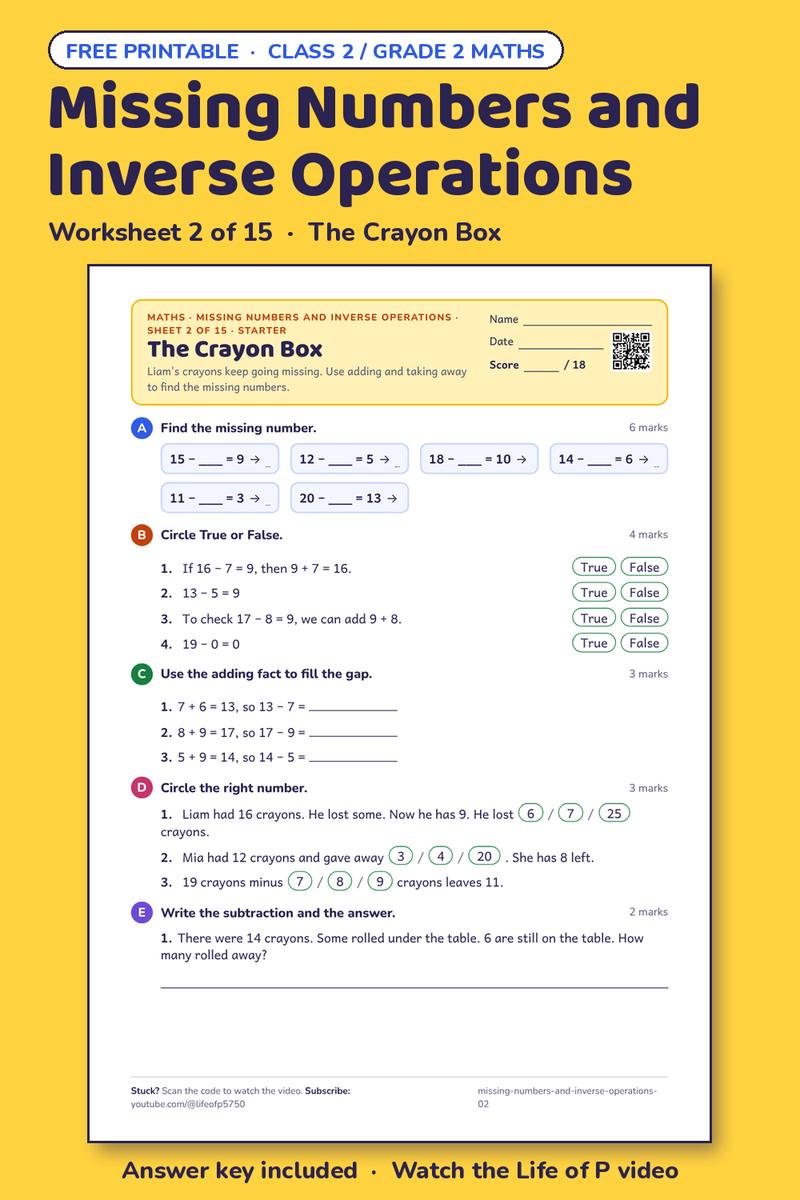 FREE PRINTABLE · CLASS 2 / GRADE 2 MATHS
Missing Numbers and
Inverse Operations
Worksheet 2 of 15 · The Crayon Box
MATHS · MISSING NUMBERS AND INVERSE OPERATIONS ·
SHEET 2 OF 15 · STARTER
The Crayon Box
Liam's crayons keep going missing. Use adding and taking away
to find the missing numbers.
Name ____
Date ____
Score ____ / 18
A Find the missing number. 6 marks
15 − ___ = 9 → _ 12 − ___ = 5 → _ 18 − ___ = 10 → 14 − ___ = 6 → _
11 − ___ = 3 → _ 20 − ___ = 13 →
B Circle True or False. 4 marks
1. If 16 − 7 = 9, then 9 + 7 = 16. True False
2. 13 − 5 = 9 True False
3. To check 17 − 8 = 9, we can add 9 + 8. True False
4. 19 − 0 = 0 True False
C Use the adding fact to fill the gap. 3 marks
1. 7 + 6 = 13, so 13 − 7 = ____
2. 8 + 9 = 17, so 17 − 9 = ____
3. 5 + 9 = 14, so 14 − 5 = ____
D Circle the right number. 3 marks
1. Liam had 16 crayons. He lost some. Now he has 9. He lost 6 / 7 / 25
crayons.
2. Mia had 12 crayons and gave away 3 / 4 / 20 . She has 8 left.
3. 19 crayons minus 7 / 8 / 9 crayons leaves 11.
E Write the subtraction and the answer. 2 marks
1. There were 14 crayons. Some rolled under the table. 6 are still on the table. How
many rolled away?
Stuck? Scan the code to watch the video. Subscribe:
youtube.com/@lifeofp5750
missing-numbers-and-inverse-operations-
02
Answer key included · Watch the Life of P video